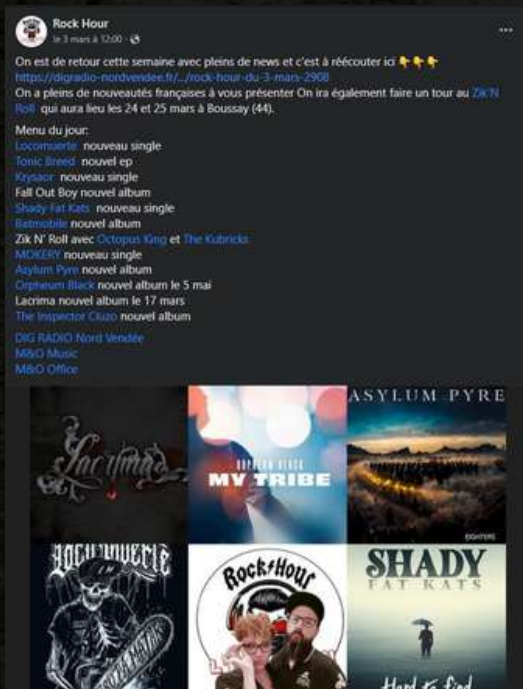 Rock Hour
le 3 mars à 12:00
On est de retour cette semaine avec pleins de news et c'est à réécouter ici 👇👇👇
https://digradio-nordvendee.fr/.../rock-hour-du-3-mars-2908
On a pleins de nouveautés françaises à vous présenter On ira également faire un tour au Zik'N
Roll qui aura lieu les 24 et 25 mars à Boussay (44).
Menu du jour:
Locomuerte nouveau single
Tonic Breed nouvel ep
Krysaor nouveau single
Fall Out Boy nouvel album
Shady Fat Kats nouveau single
Batmobile nouvel album
Zik N' Roll avec Octopus King et The Kubricks
MOKERY nouveau single
Asylum Pyre nouvel album
Orpheum Black nouvel album le 5 mai
Lacrima nouvel album le 17 mars
The Inspector Cluzo nouvel album
DIG RADIO Nord Vendée
M&O Music
M&O Office
ASYLUM PYRE
ORPHEUM BLACK
MY TRIBE
LOCOMUERTE
Rock Hour
SHADY
FAT KATS
Hard to find